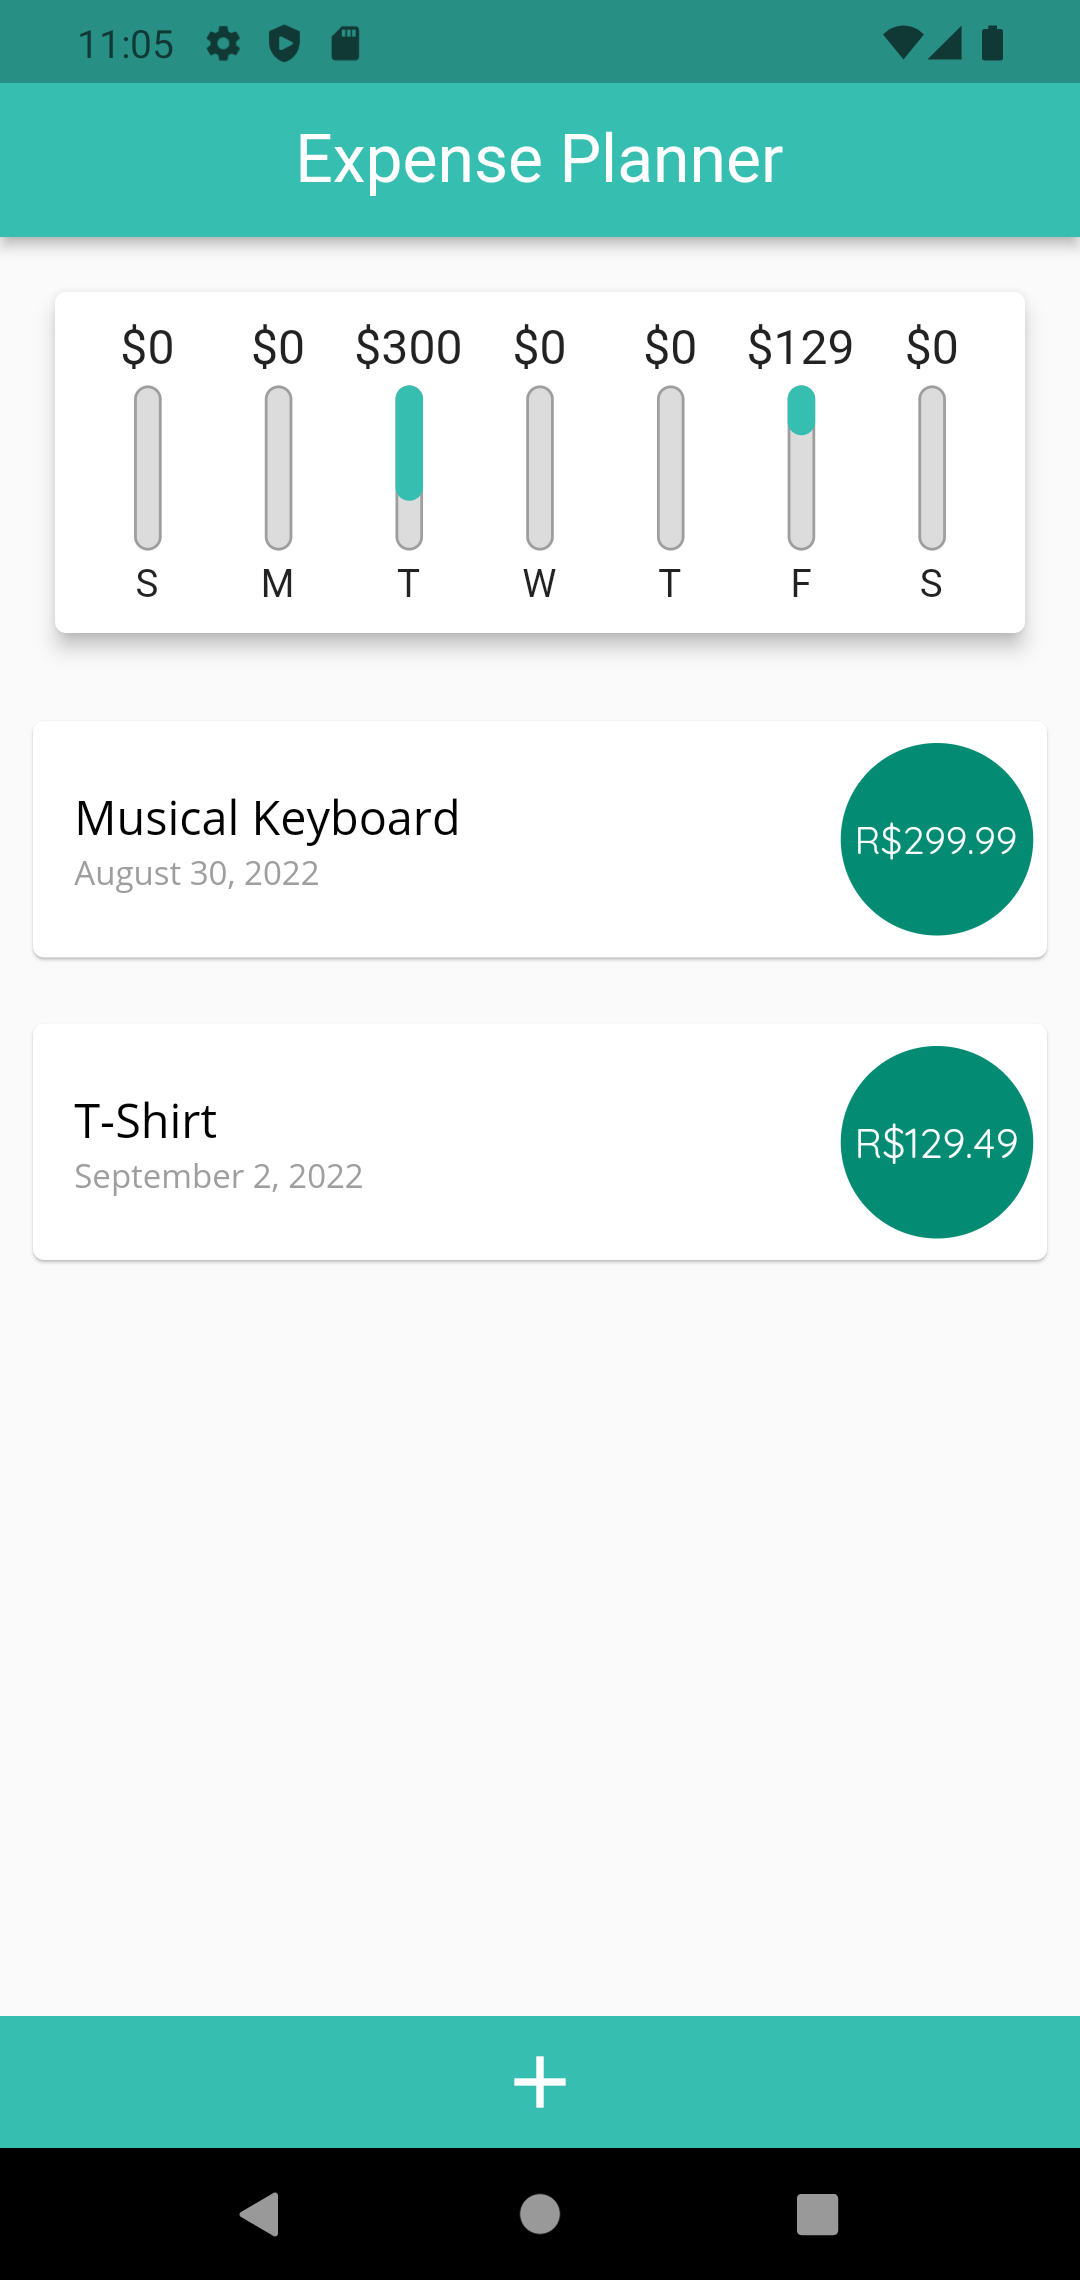 11:05
Expense Planner
$0 $0 $300 $0 $0 $129 $0
S M T W T F S
Musical Keyboard
August 30, 2022
R$299.99
T-Shirt
September 2, 2022
R$129.49